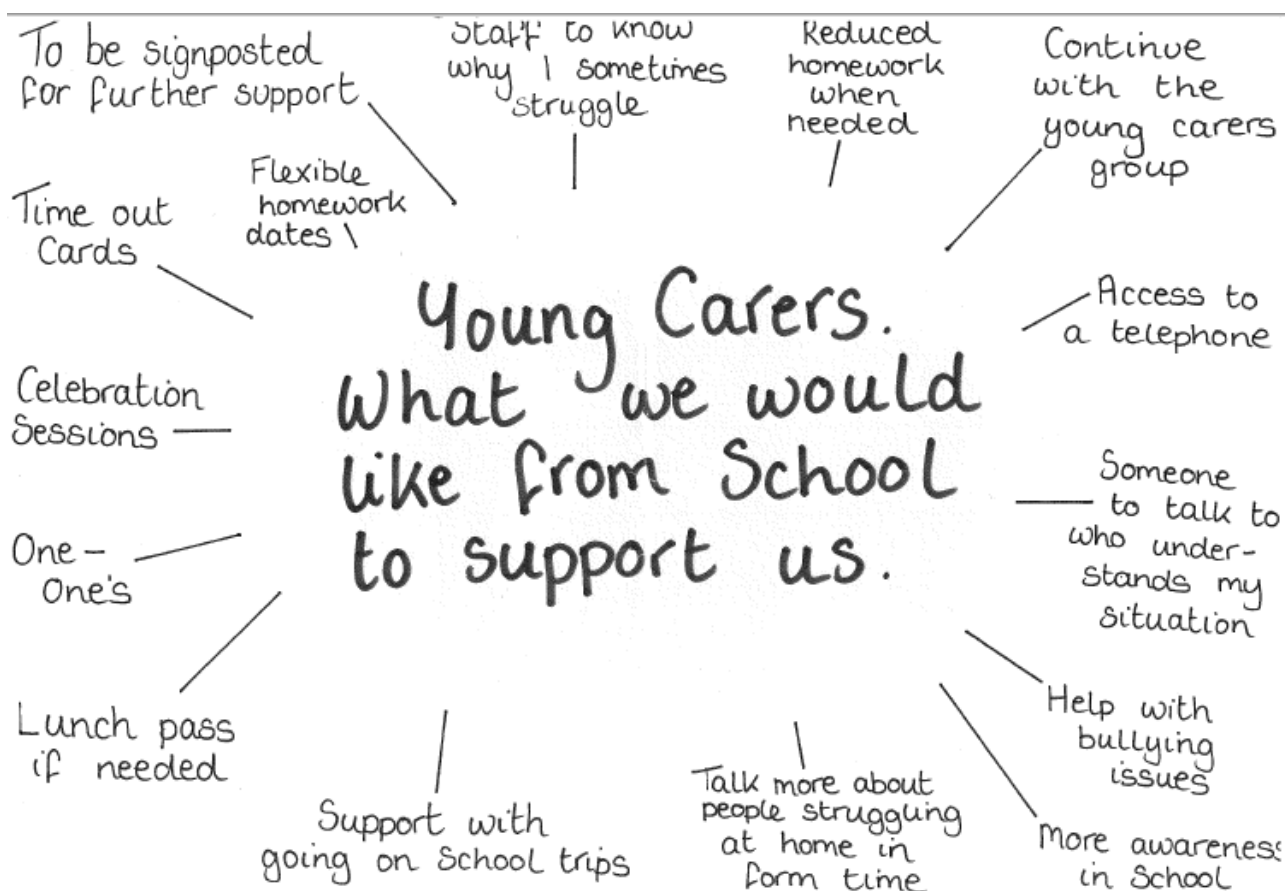 To be signposted
for further support
Staff to know
why I sometimes
struggle
Reduced
homework
when
needed
Continue
with the
young carers
group
Flexible
homework
dates
Time out
Cards
Access to
a telephone
Young Carers.
What we would
like from School
to support us.
Celebration
Sessions
Someone
to talk to
who under-
stands my
situation
One -
One's
Help with
bullying
issues
Lunch pass
if needed
Support with
going on School trips
Talk more about
people struggling
at home in
form time
More awareness
in School